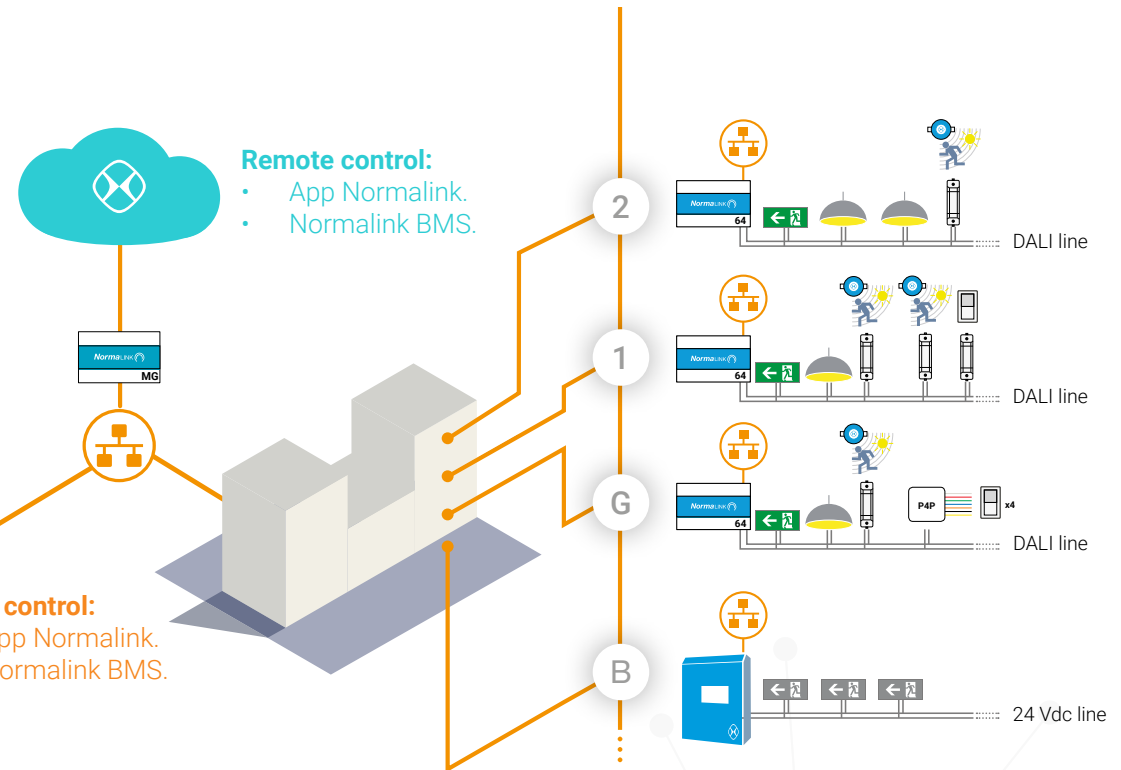 Remote control:
• App Normalink.
• Normalink BMS.
NormaLINK
MG
control:
pp Normalink.
ormalink BMS.
2
NormaLINK
64
DALI line
1
NormaLINK
64
DALI line
G
NormaLINK
64
P4P
x4
DALI line
B
24 Vdc line